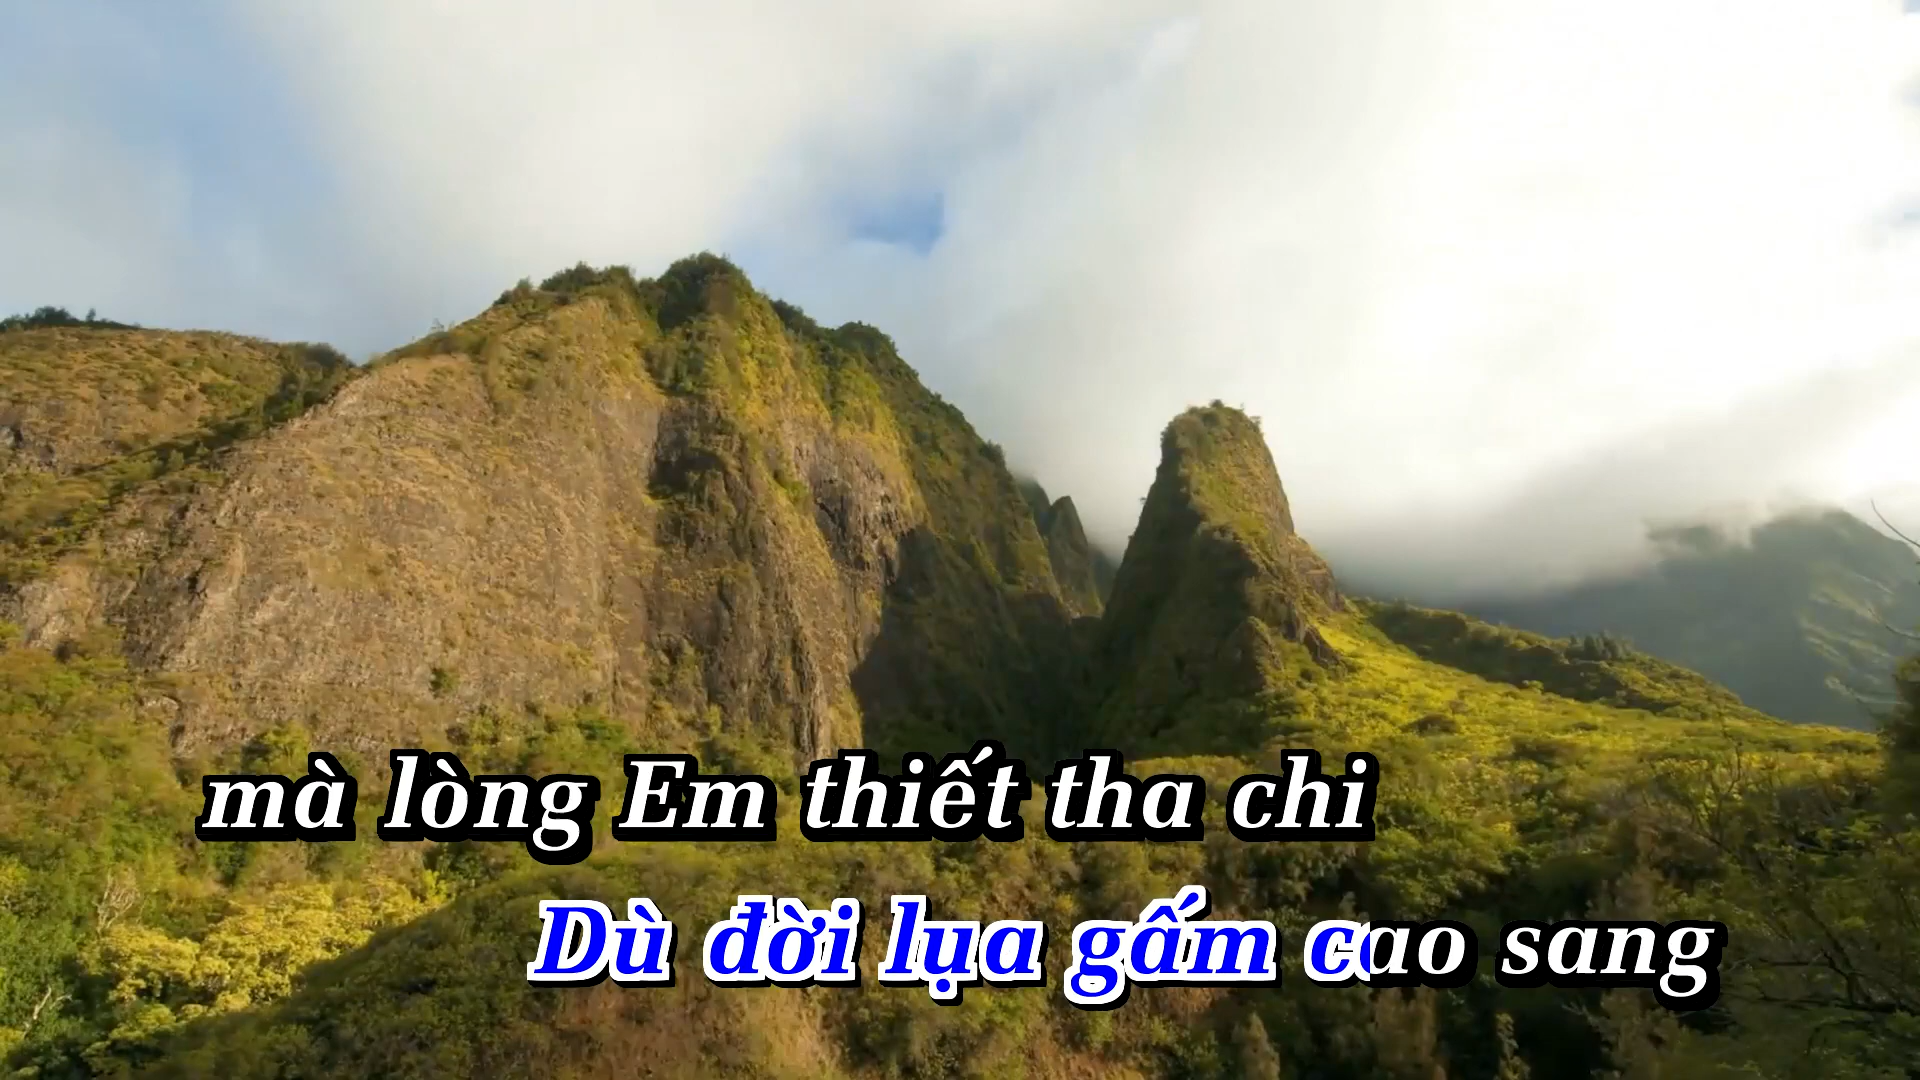 mà lòng Em thiết tha chi
Dù đời lụa gấm cao sang